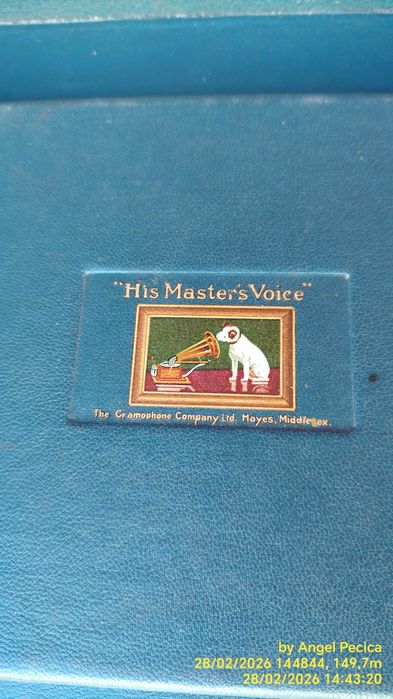 "His Master's Voice"
The Gramophone Company Ltd. Hayes, Middlesex.
by Angel Pecica
28/02/2026 144844, 149,7m
28/02/2026 14:43:20